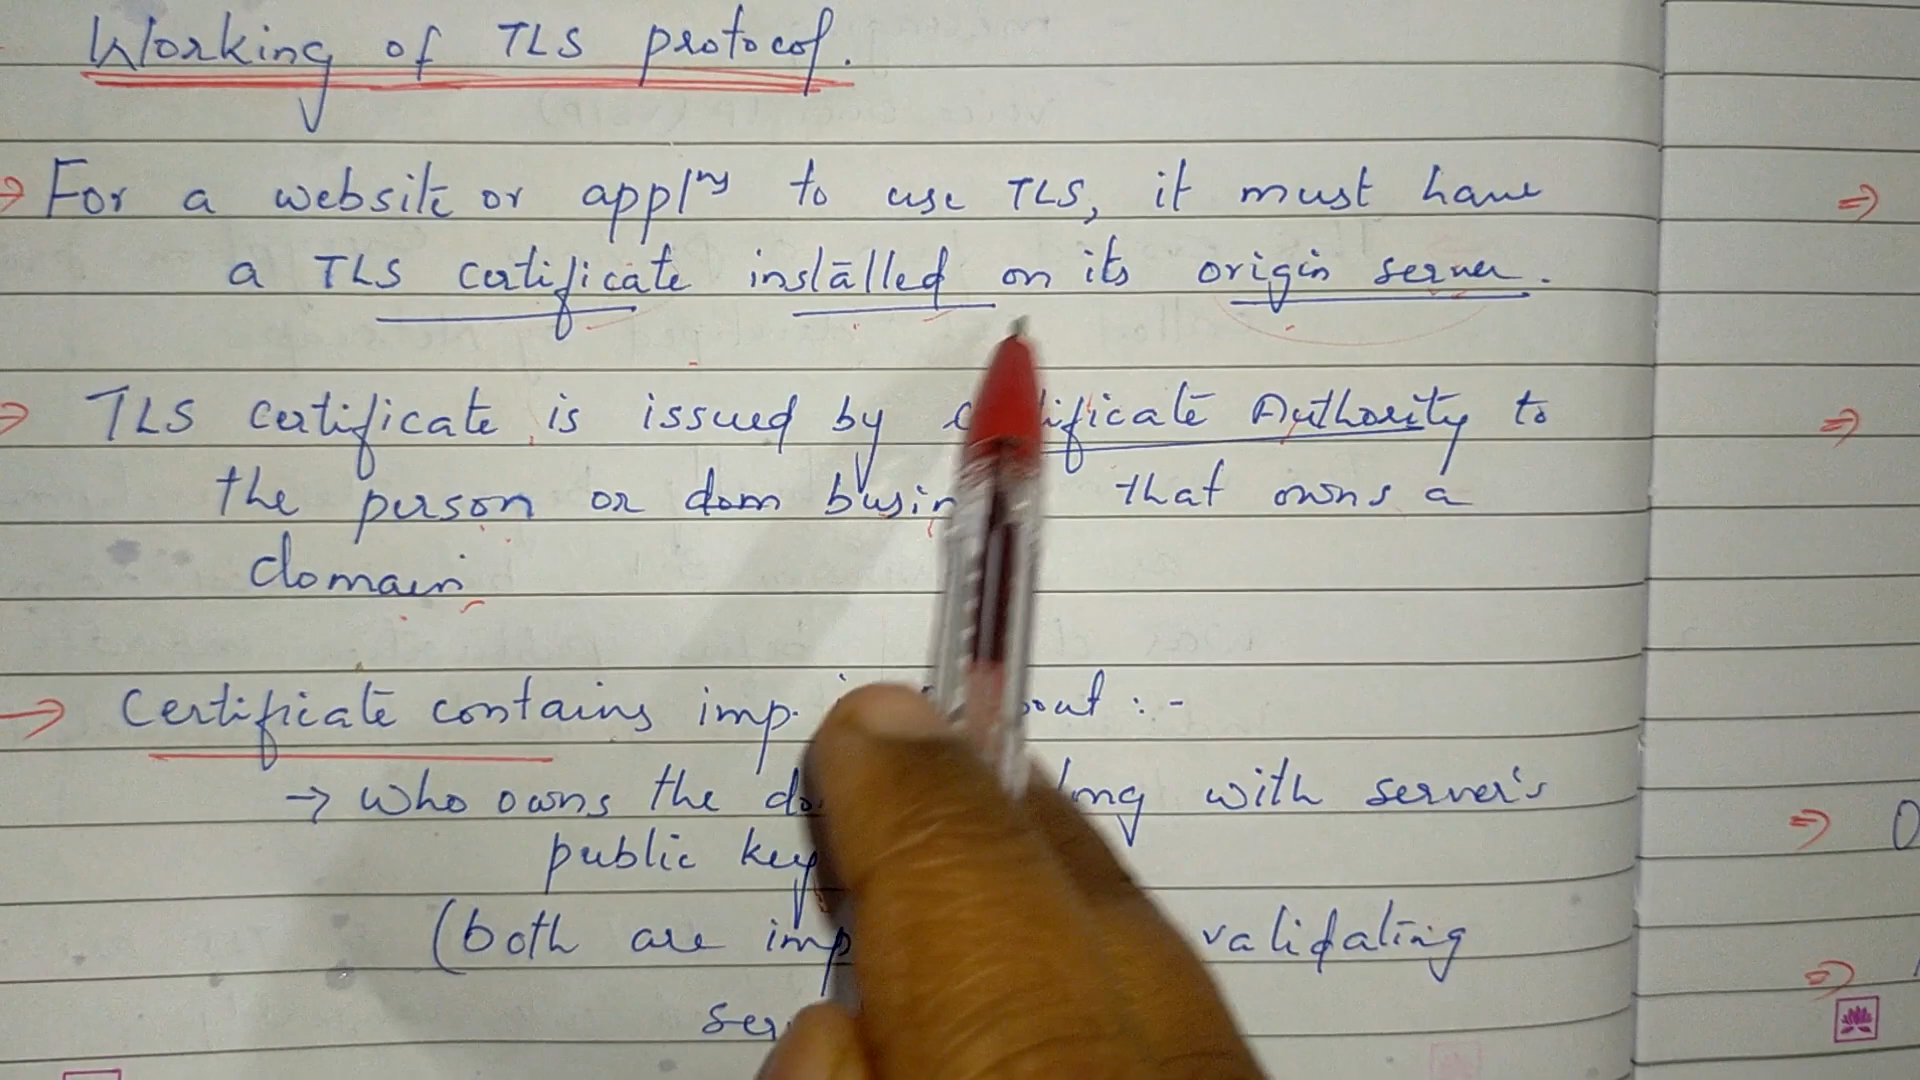 Working of TLS protocol.
⇒ For a website or applns to use TLS, it must have
a TLS certificate installed on its origin server.
⇒ TLS certificate is issued by Authority to
the person or dom that owns a
domain
→ Certificate contains imp. :-
→ who owns the with server's
public key
(both are imp validating